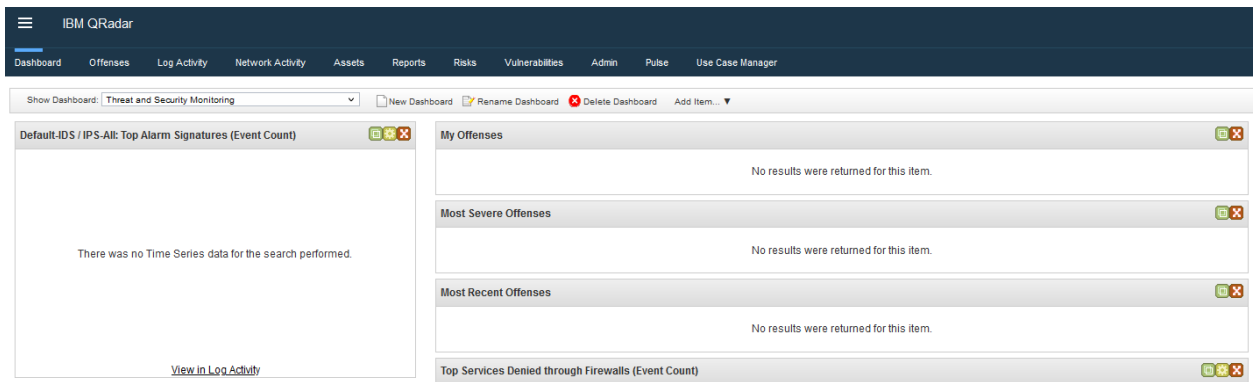 IBM QRadar
Dashboard Offenses Log Activity Network Activity Assets Reports Risks Vulnerabilities Admin Pulse Use Case Manager
Show Dashboard: Threat and Security Monitoring New Dashboard Rename Dashboard Delete Dashboard Add Item... ▼
Default-IDS / IPS-All: Top Alarm Signatures (Event Count)
There was no Time Series data for the search performed.
View in Log Activity
My Offenses
No results were returned for this item.
Most Severe Offenses
No results were returned for this item.
Most Recent Offenses
No results were returned for this item.
Top Services Denied through Firewalls (Event Count)